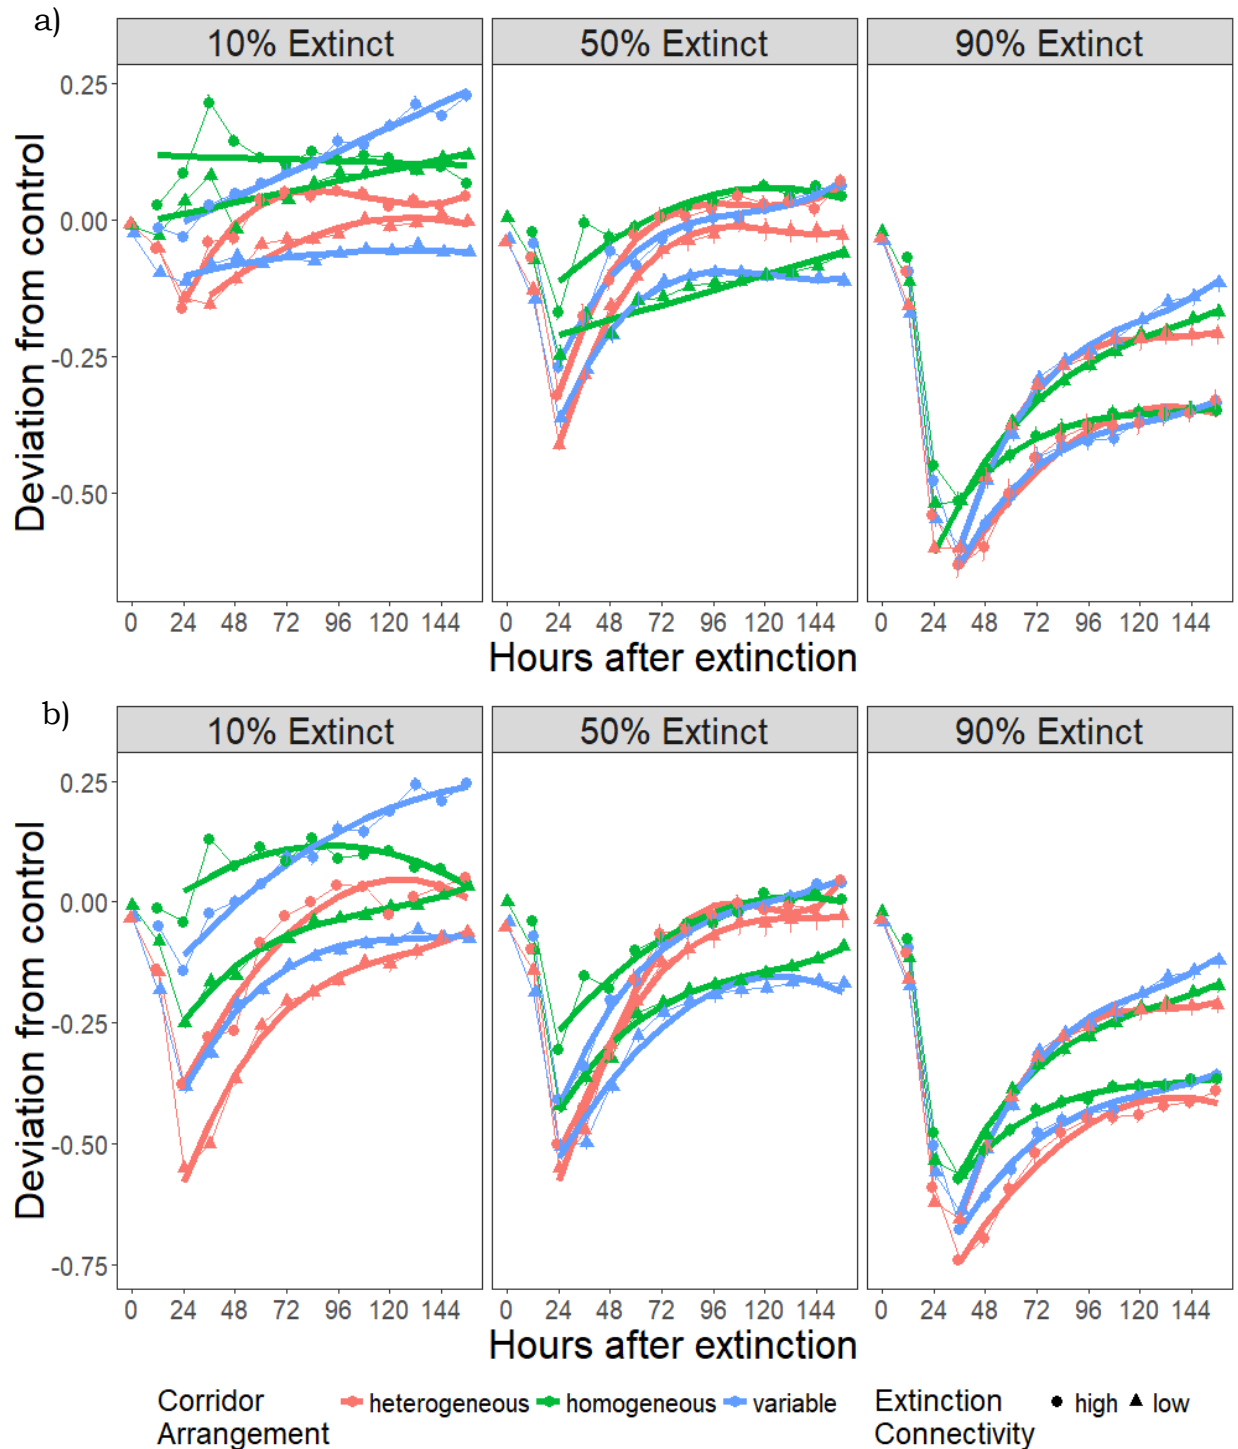 a)
10% Extinct 50% Extinct 90% Extinct
Deviation from control
0.25
0.00
-0.25
-0.50
0 24 48 72 96 120 144 0 24 48 72 96 120 144 0 24 48 72 96 120 144
Hours after extinction
b)
10% Extinct 50% Extinct 90% Extinct
Deviation from control
0.25
0.00
-0.25
-0.50
-0.75
0 24 48 72 96 120 144 0 24 48 72 96 120 144 0 24 48 72 96 120 144
Hours after extinction
Corridor
Arrangement
heterogeneous homogeneous variable
Extinction
Connectivity
high low